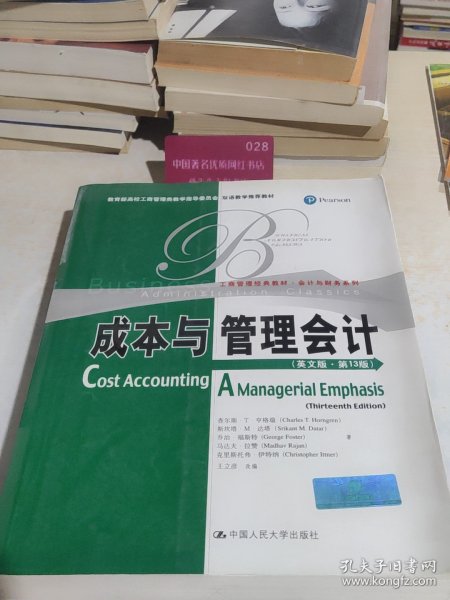 028
中国著名优质网红书店
教育部高校工商管理类教学指导委员会 双语教学推荐教材
Pearson
B
工商管理经典教材·会计与财务系列
Business
Administration Classics
成本与管理会计
(英文版·第13版)
Cost Accounting A Managerial Emphasis
(Thirteenth Edition)
查尔斯 T 亨格瑞 (Charles T. Horngren)
斯坎塔 M 达塔 (Srikant M. Datar)
乔治 福斯特 (George Foster) 著
马达夫 拉詹 (Madhav Rajan)
克里斯托弗 伊特纳 (Christopher Ittner)
王立彦 改编
中国人民大学出版社
孔夫子旧书网
www.kongfz.com